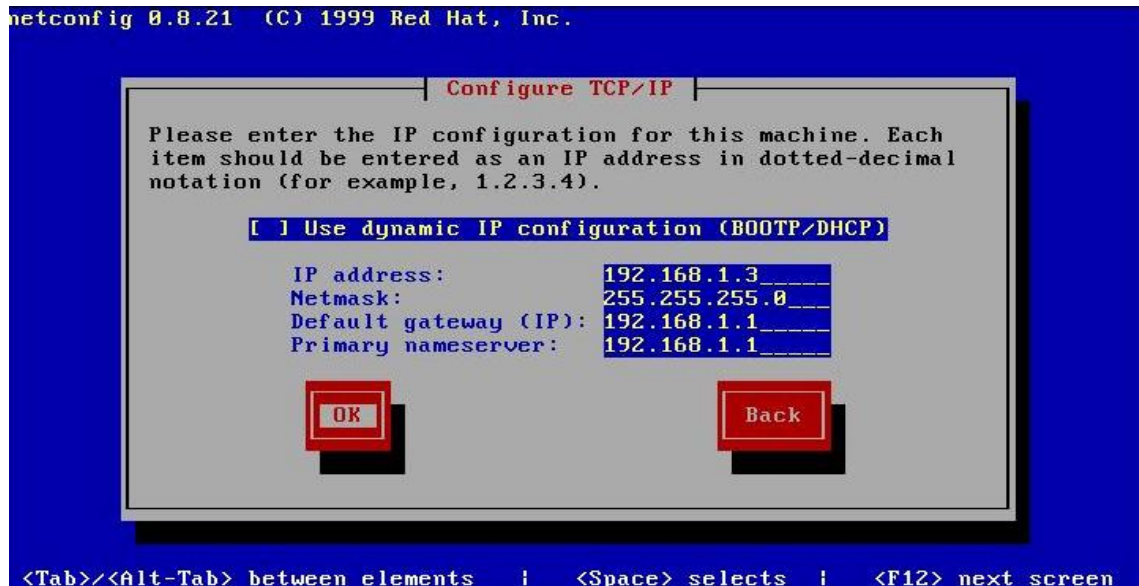 netconfig 0.8.21 (C) 1999 Red Hat, Inc.
Configure TCP/IP
Please enter the IP configuration for this machine. Each
item should be entered as an IP address in dotted-decimal
notation (for example, 1.2.3.4).
[ ] Use dynamic IP configuration (BOOTP/DHCP)
IP address: 192.168.1.3_____
Netmask: 255.255.255.0___
Default gateway (IP): 192.168.1.1_____
Primary nameserver: 192.168.1.1_____
OK Back
<Tab>/<Alt-Tab> between elements | <Space> selects | <F12> next screen